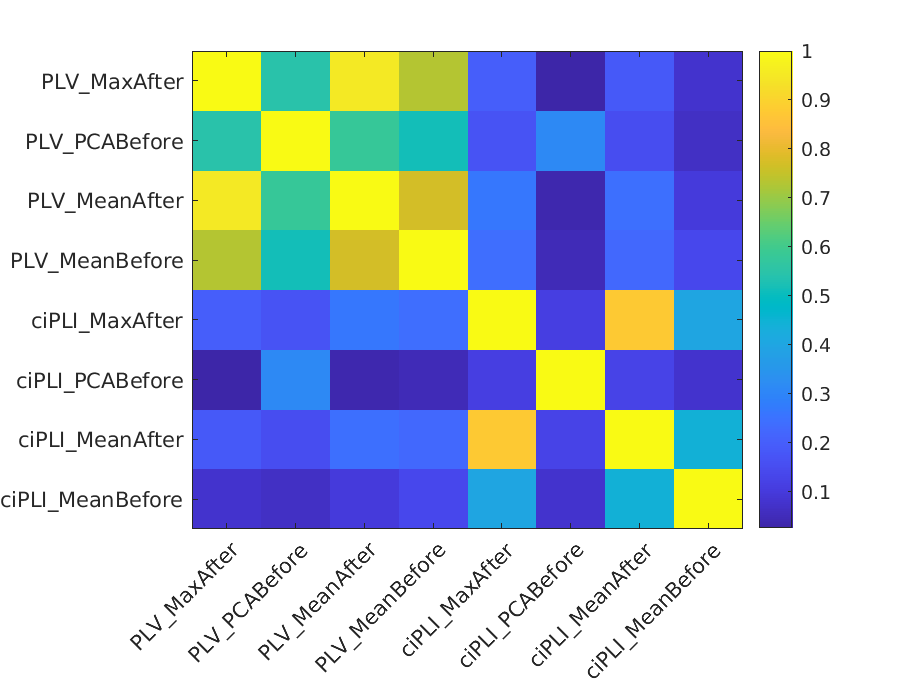 PLV_MaxAfter
PLV_PCABefore
PLV_MeanAfter
PLV_MeanBefore
ciPLI_MaxAfter
ciPLI_PCABefore
ciPLI_MeanAfter
ciPLI_MeanBefore
PLV_MaxAfter
PLV_PCABefore
PLV_MeanAfter
PLV_MeanBefore
ciPLI_MaxAfter
ciPLI_PCABefore
ciPLI_MeanAfter
ciPLI_MeanBefore
1
0.9
0.8
0.7
0.6
0.5
0.4
0.3
0.2
0.1